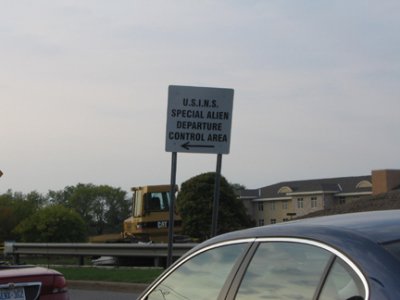 U.S.I.N.S.
SPECIAL ALIEN
DEPARTURE
CONTROL AREA
CAT